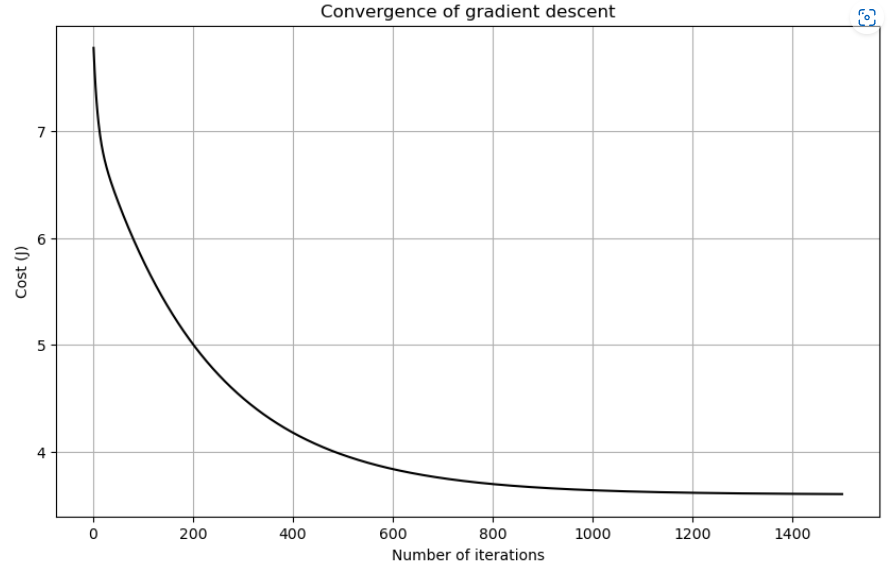 Convergence of gradient descent
7
6
5
4
Cost (J)
0 200 400 600 800 1000 1200 1400
Number of iterations